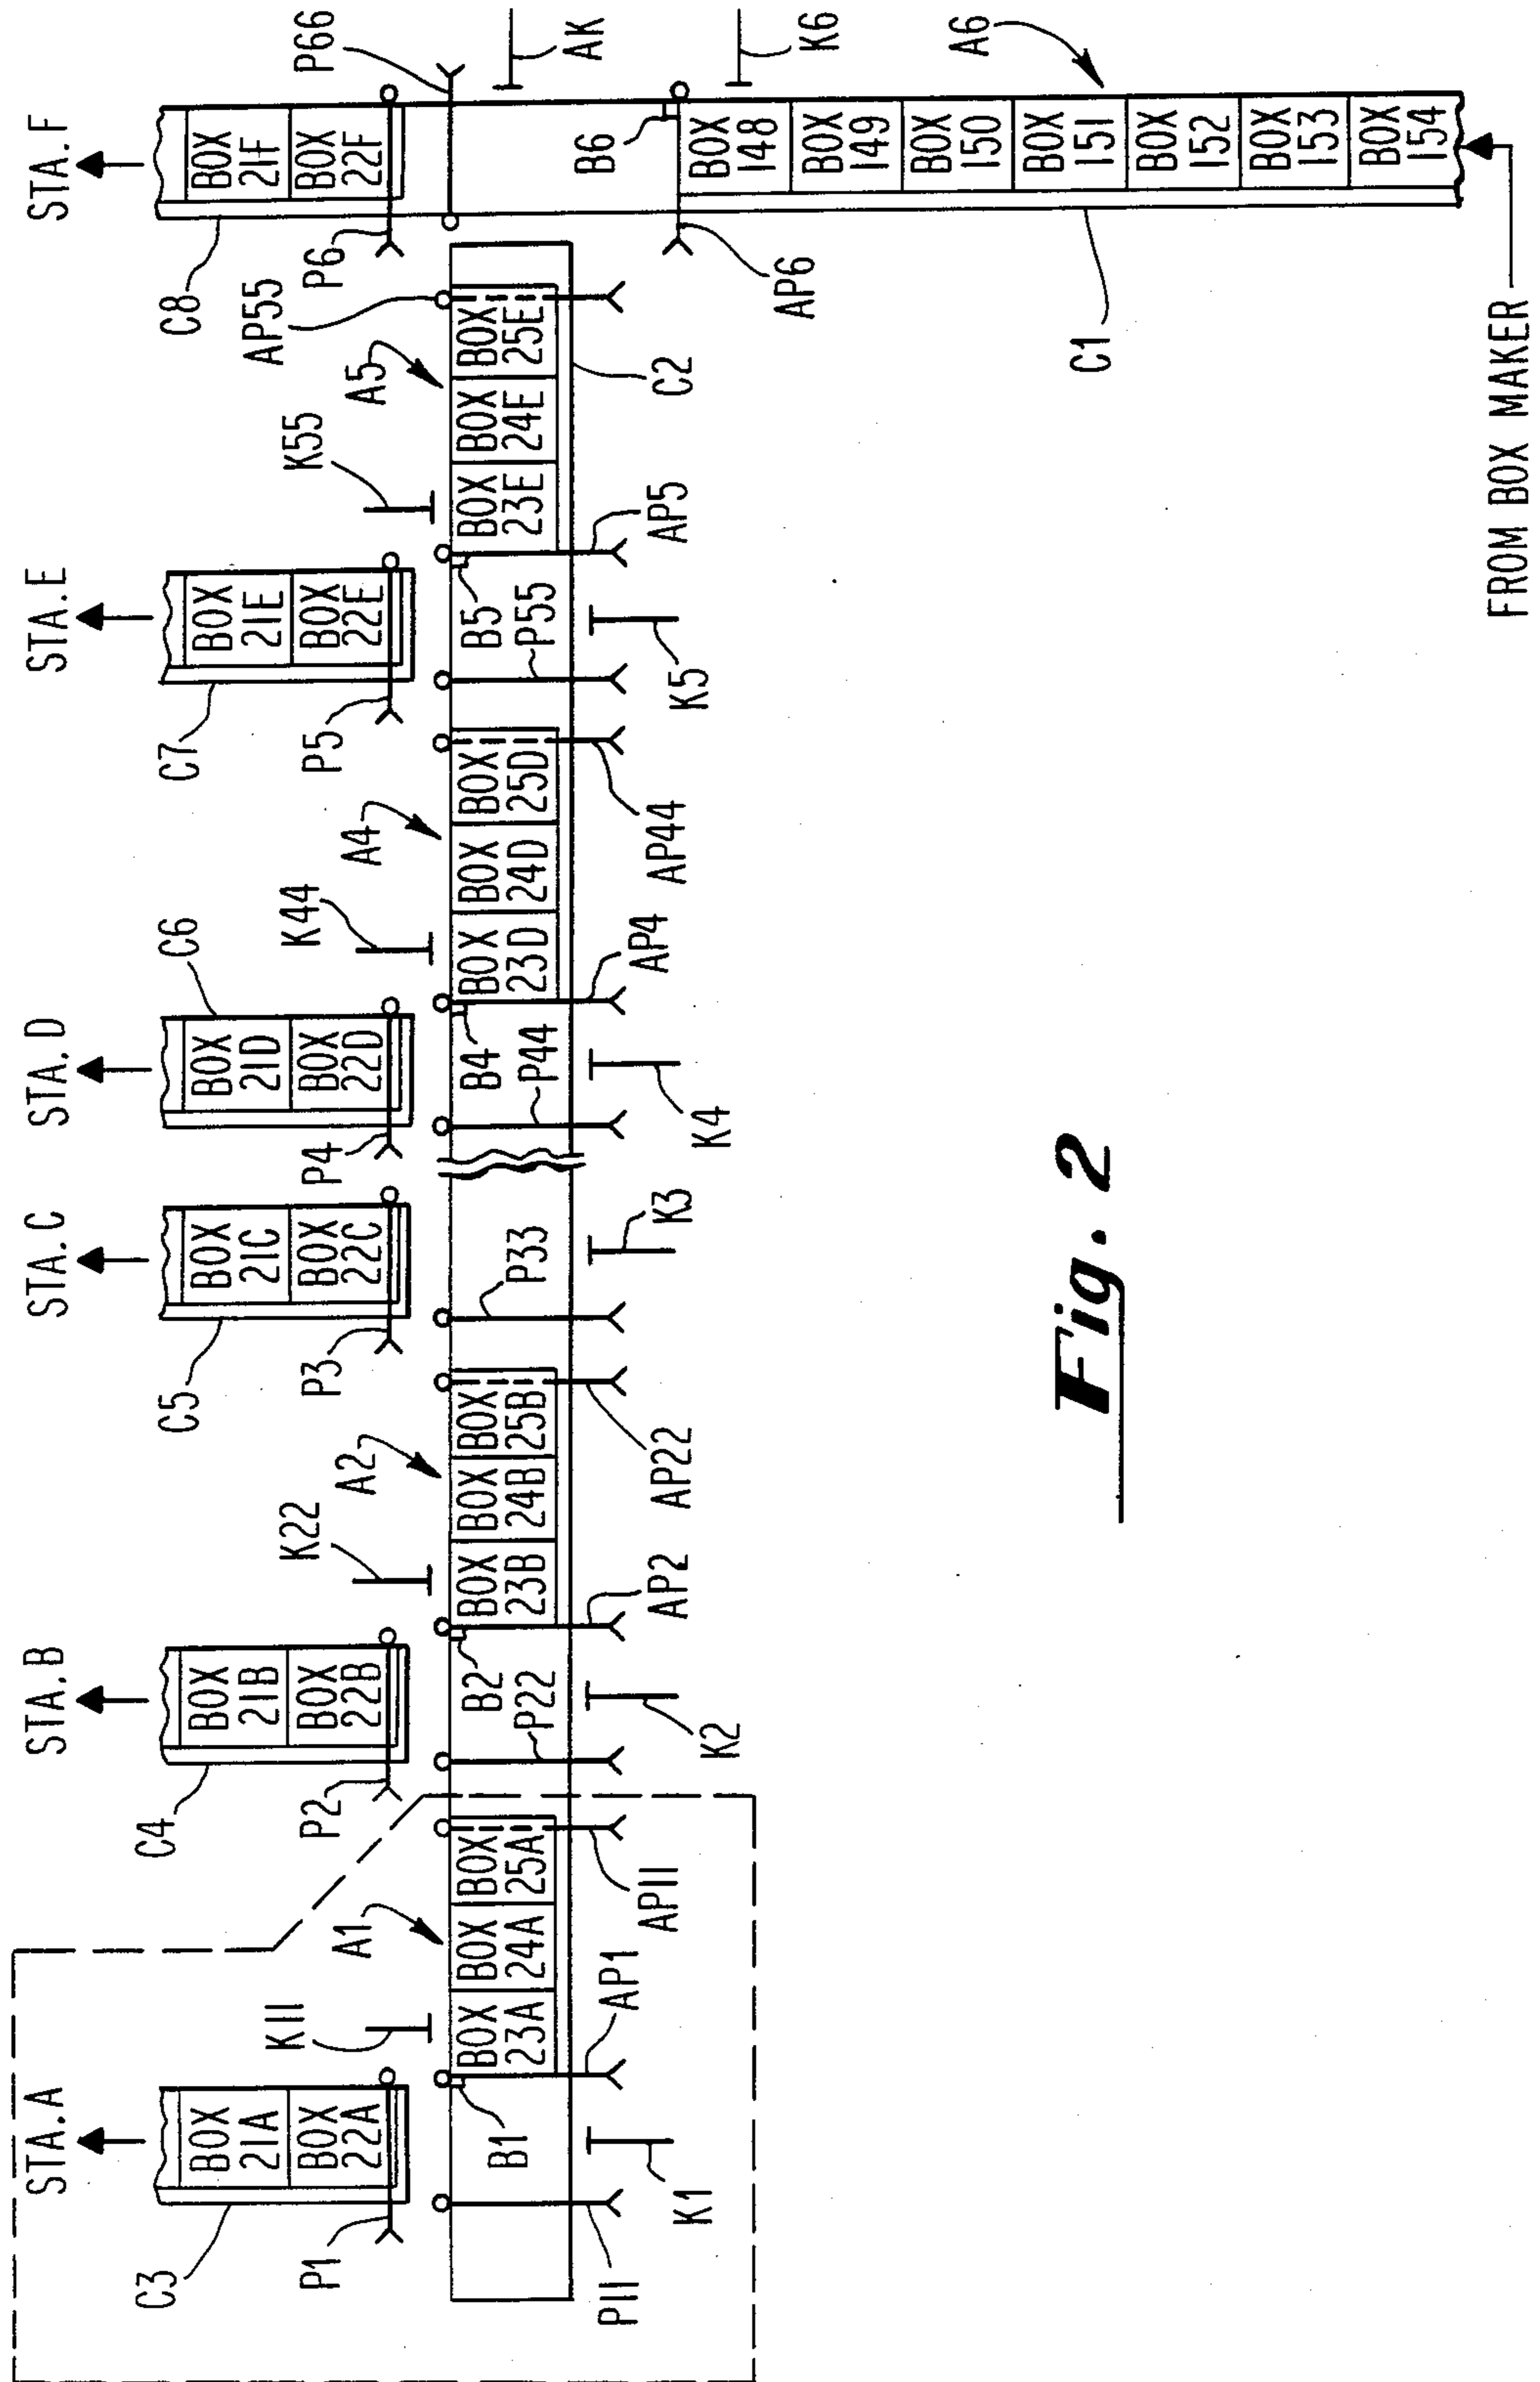 STA.A
STA.B
STA.C
STA.D
STA.E
STA.F
C3
BOX
21A
BOX
22A
P1
C4
BOX
21B
BOX
22B
P2
C5
BOX
21C
BOX
22C
P3
C6
BOX
21D
BOX
22D
P4
C7
BOX
21E
BOX
22E
P5
C8
BOX
21F
BOX
22F
P6
P66
K11
A1
K22
A2
K44
A4
K55
A5
AP55
AK
P11
B1
K1
BOX
23A
BOX
24A
BOX
25A
AP1
AP11
P22
B2
K2
BOX
23B
BOX
24B
BOX
25B
AP2
AP22
P33
K3
P44
B4
K4
BOX
23D
BOX
24D
BOX
25D
AP4
AP44
P55
B5
K5
BOX
23E
BOX
24E
BOX
25E
AP5
C2
B6
AP6
K6
A6
BOX
148
BOX
149
BOX
150
BOX
151
BOX
152
BOX
153
BOX
154
C1
FROM BOX MAKER
Fig. 2